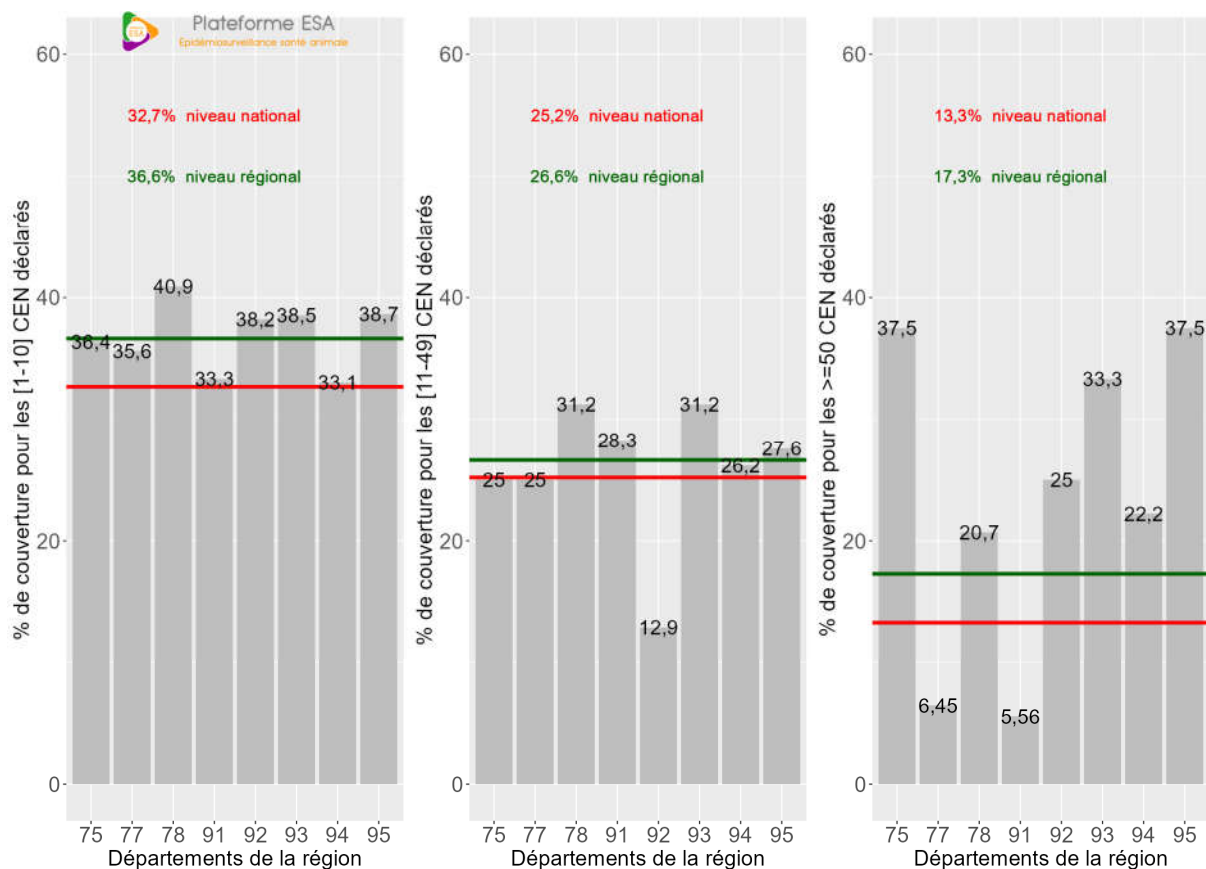 Plateforme ESA
ESA
Epidémiosurveillance santé animale
% de couverture pour les [1-10] CEN déclarés
60
40
20
0
32,7% niveau national
36,6% niveau régional
36,4
35,6
40,9
33,3
38,2
38,5
33,1
38,7
75 77 78 91 92 93 94 95
Départements de la région
% de couverture pour les [11-49] CEN déclarés
60
40
20
0
25,2% niveau national
26,6% niveau régional
25
25
31,2
28,3
12,9
31,2
26,2
27,6
75 77 78 91 92 93 94 95
Départements de la région
% de couverture pour les >=50 CEN déclarés
60
40
20
0
13,3% niveau national
17,3% niveau régional
37,5
6,45
20,7
5,56
25
33,3
22,2
37,5
75 77 78 91 92 93 94 95
Départements de la région